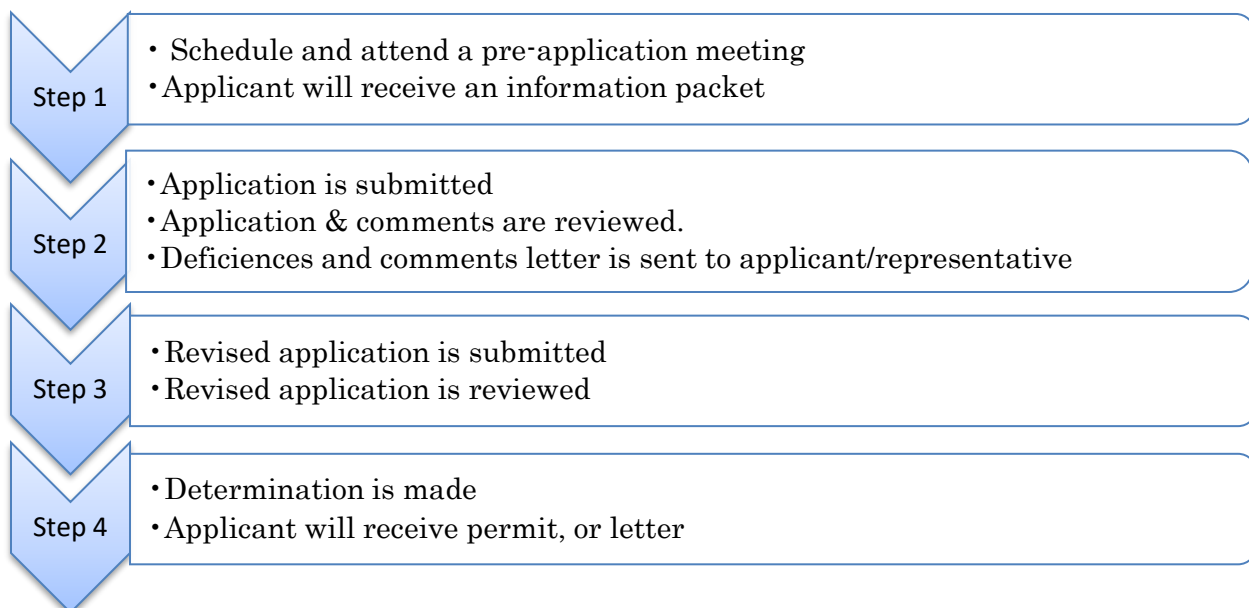 Step 1
• Schedule and attend a pre-application meeting
•Applicant will receive an information packet
Step 2
•Application is submitted
•Application & comments are reviewed.
•Deficiences and comments letter is sent to applicant/representative
Step 3
•Revised application is submitted
•Revised application is reviewed
Step 4
•Determination is made
•Applicant will receive permit, or letter